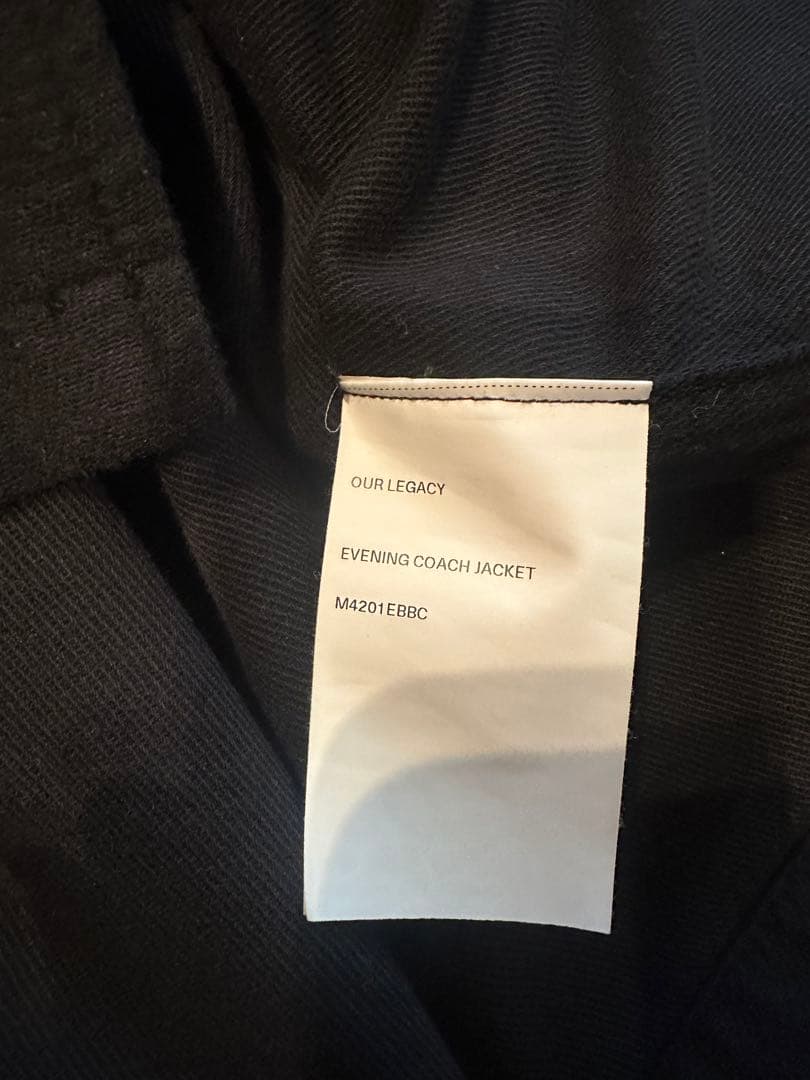 OUR LEGACY
EVENING COACH JACKET
M4201EBBC